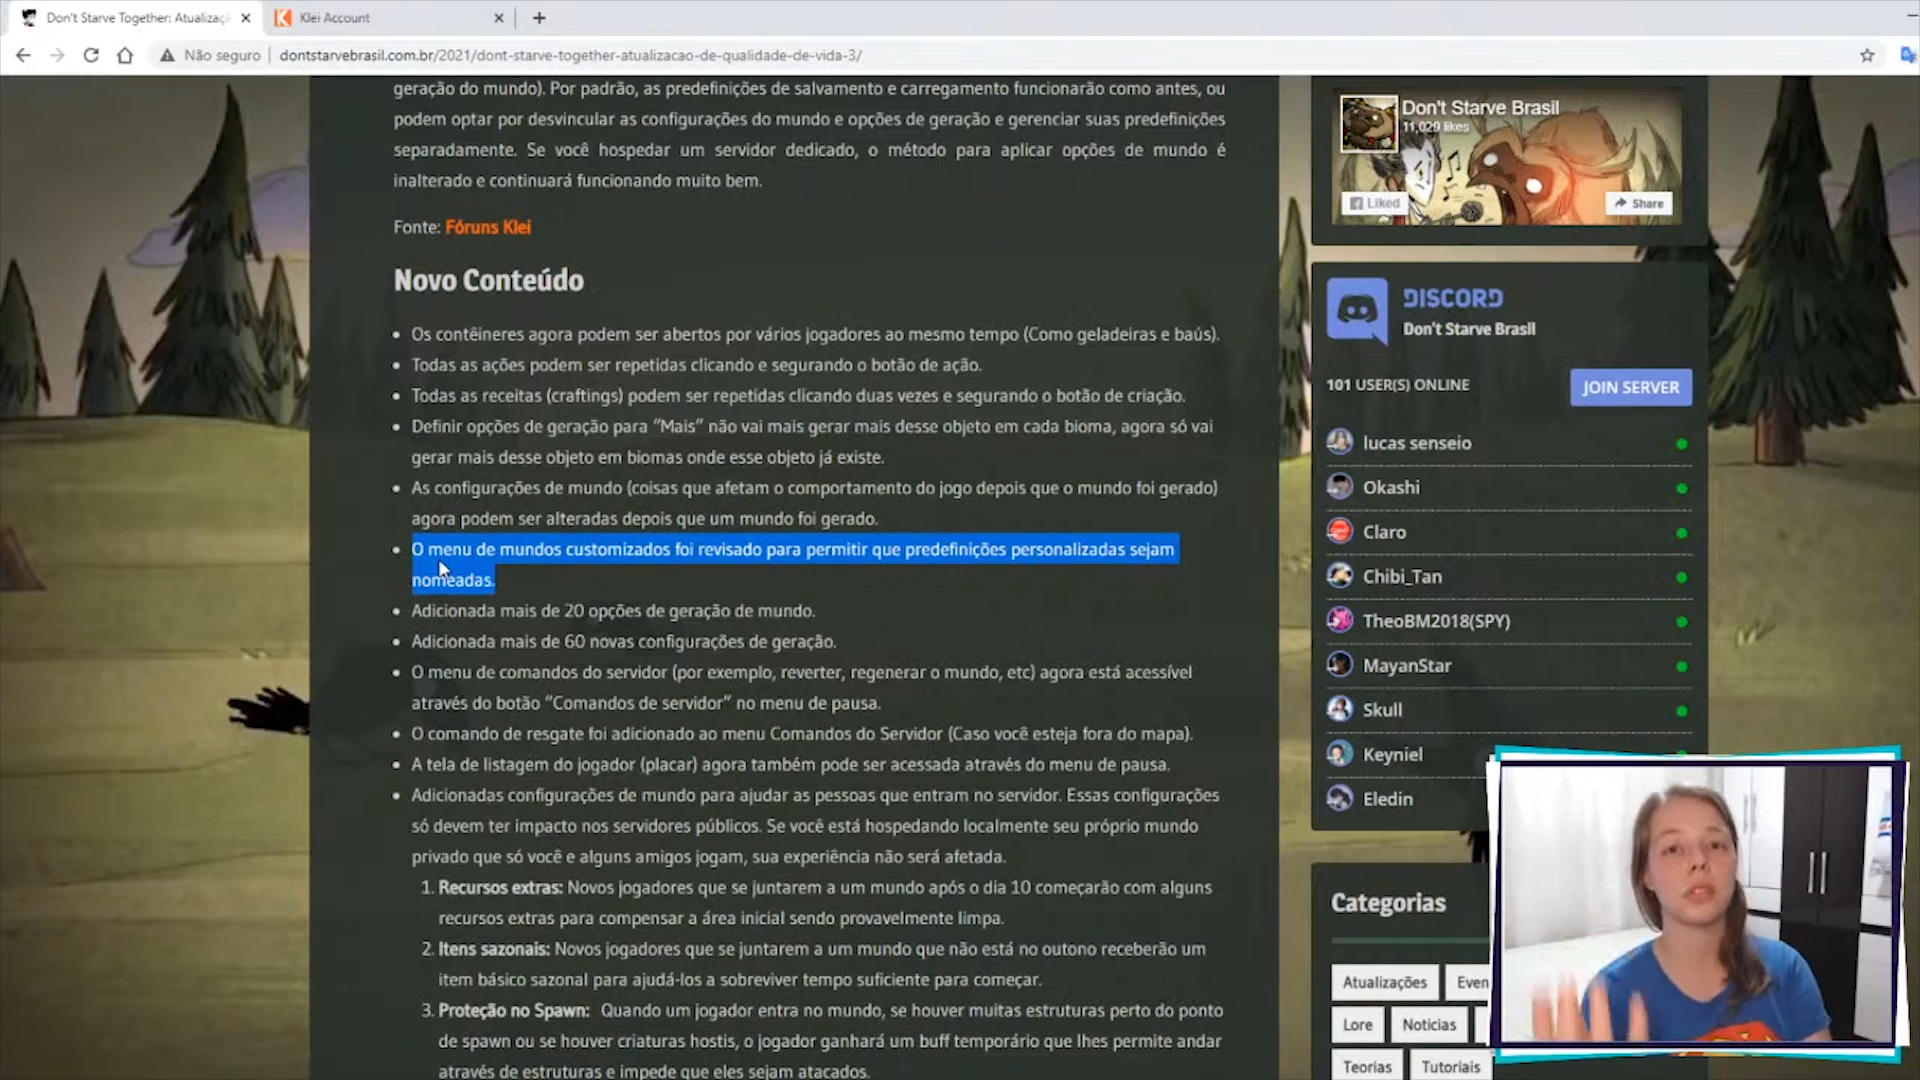 Don't Starve Together: Atualizaç
Klei Account
Não seguro
dontstarvebrasil.com.br/2021/dont-starve-together-atualizacao-de-qualidade-de-vida-3/
geração do mundo). Por padrão, as predefinições de salvamento e carregamento funcionarão como antes, ou
podem optar por desvincular as configurações do mundo e opções de geração e gerenciar suas predefinições
separadamente. Se você hospedar um servidor dedicado, o método para aplicar opções de mundo é
inalterado e continuará funcionando muito bem.
Fonte: Fóruns Klei
Novo Conteúdo
Os contêineres agora podem ser abertos por vários jogadores ao mesmo tempo (Como geladeiras e baús).
Todas as ações podem ser repetidas clicando e segurando o botão de ação.
Todas as receitas (craftings) podem ser repetidas clicando duas vezes e segurando o botão de criação.
Definir opções de geração para “Mais” não vai mais gerar mais desse objeto em cada bioma, agora só vai
gerar mais desse objeto em biomas onde esse objeto já existe.
As configurações de mundo (coisas que afetam o comportamento do jogo depois que o mundo foi gerado)
agora podem ser alteradas depois que um mundo foi gerado.
O menu de mundos customizados foi revisado para permitir que predefinições personalizadas sejam
nomeadas.
Adicionada mais de 20 opções de geração de mundo.
Adicionada mais de 60 novas configurações de geração.
O menu de comandos do servidor (por exemplo, reverter, regenerar o mundo, etc) agora está acessível
através do botão “Comandos de servidor” no menu de pausa.
O comando de resgate foi adicionado ao menu Comandos do Servidor (Caso você esteja fora do mapa).
A tela de listagem do jogador (placar) agora também pode ser acessada através do menu de pausa.
Adicionadas configurações de mundo para ajudar as pessoas que entram no servidor. Essas configurações
só devem ter impacto nos servidores públicos. Se você está hospedando localmente seu próprio mundo
privado que só você e alguns amigos jogam, sua experiência não será afetada.
1. Recursos extras: Novos jogadores que se juntarem a um mundo após o dia 10 começarão com alguns
recursos extras para compensar a área inicial sendo provavelmente limpa.
2. Itens sazonais: Novos jogadores que se juntarem a um mundo que não está no outono receberão um
item básico sazonal para ajudá-los a sobreviver tempo suficiente para começar.
3. Proteção no Spawn: Quando um jogador entra no mundo, se houver muitas estruturas perto do ponto
de spawn ou se houver criaturas hostis, o jogador ganhará um buff temporário que lhes permite andar
através de estruturas e impede que eles sejam atacados.
Don't Starve Brasil
11,029 likes
Liked
Share
DISCORD
Don't Starve Brasil
101 USER(S) ONLINE
JOIN SERVER
lucas senseio
Okashi
Claro
Chibi_Tan
TheoBM2018(SPY)
MayanStar
Skull
Keyniel
Eledin
Categorias
Atualizações
Even
Lore
Noticias
Teorias
Tutoriais